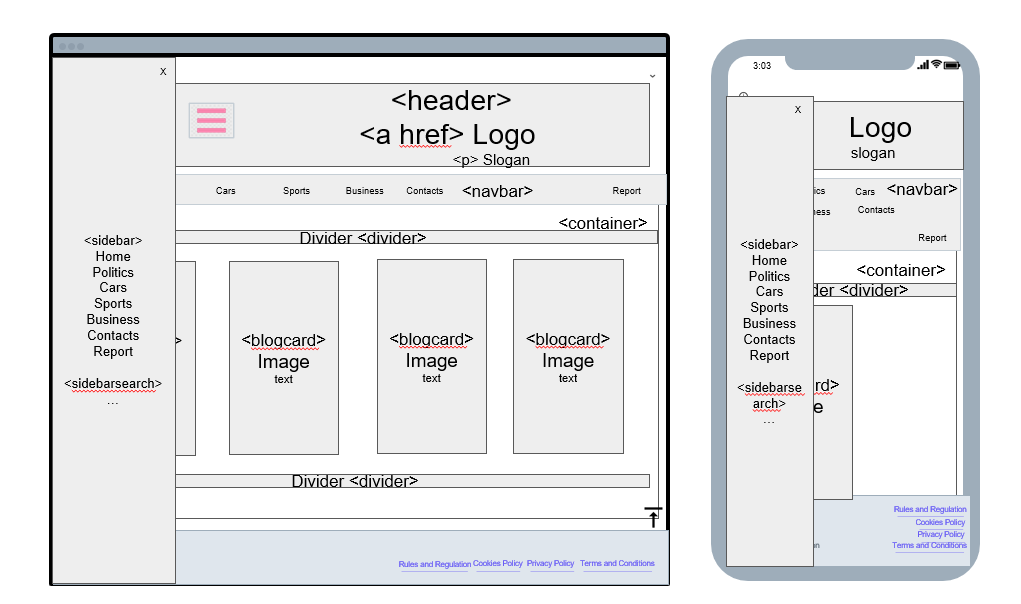 X
<header>
<a href> Logo
<p> Slogan
Cars Sports Business Contacts <navbar> Report
<container>
Divider <divider>
<sidebar>
Home
Politics
Cars
Sports
Business
Contacts
Report
<sidebarsearch>
...
>
<blogcard>
Image
text
<blogcard>
Image
text
<blogcard>
Image
text
Divider <divider>
Rules and Regulation Cookies Policy Privacy Policy Terms and Conditions
3:03
X
Logo
slogan
ics Cars <navbar>
ness Contacts
Report
<container>
der <divider>
<sidebar>
Home
Politics
Cars
Sports
Business
Contacts
Report
<sidebarse
arch>
...
rd>
e
Rules and Regulation
Cookies Policy
Privacy Policy
Terms and Conditions